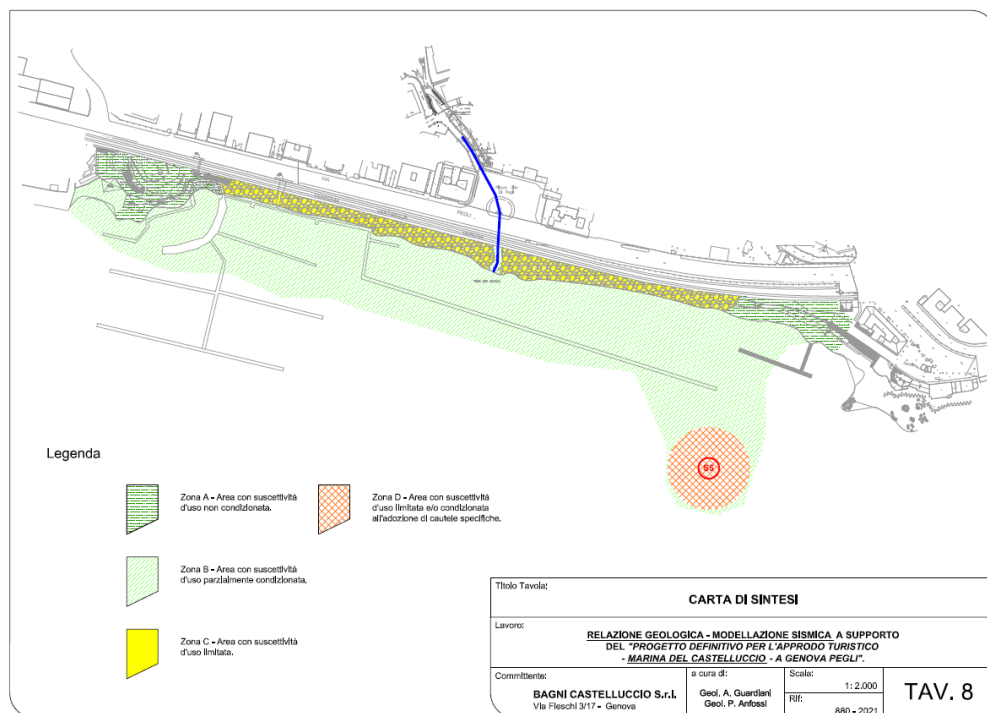 VIA
PEGLI
S5
Legenda
Zona A - Area con suscettività
d'uso non condizionata.
Zona D - Area con suscettività
d'uso limitata e/o condizionata
all'adozione di cautele specifiche.
Zona B - Area con suscettività
d'uso parzialmente condizionata.
Zona C - Area con suscettività
d'uso limitata.
Titolo Tavola:
CARTA DI SINTESI
Lavoro:
RELAZIONE GEOLOGICA - MODELLAZIONE SISMICA A SUPPORTO
DEL "PROGETTO DEFINITIVO PER L'APPRODO TURISTICO
- MARINA DEL CASTELLUCCIO - A GENOVA PEGLI".
Committente:
BAGNI CASTELLUCCIO S.r.l.
Via Fieschi 3/17 - Genova
a cura di:
Geol. A. Guardiani
Geol. P. Anfossi
Scala:
1: 2.000
Rif:
880 - 2021
TAV. 8